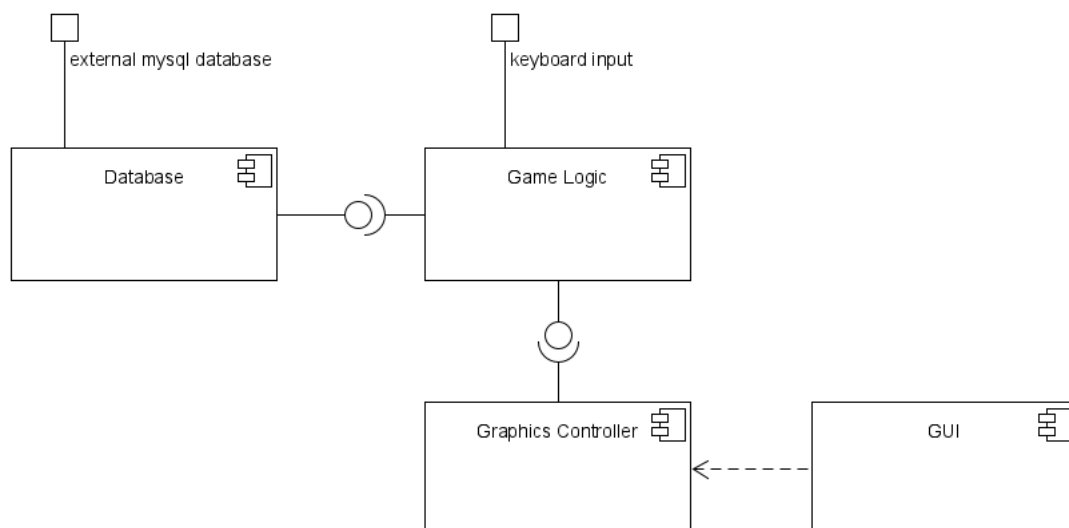 external mysql database
keyboard input
Database
Game Logic
Graphics Controller
GUI